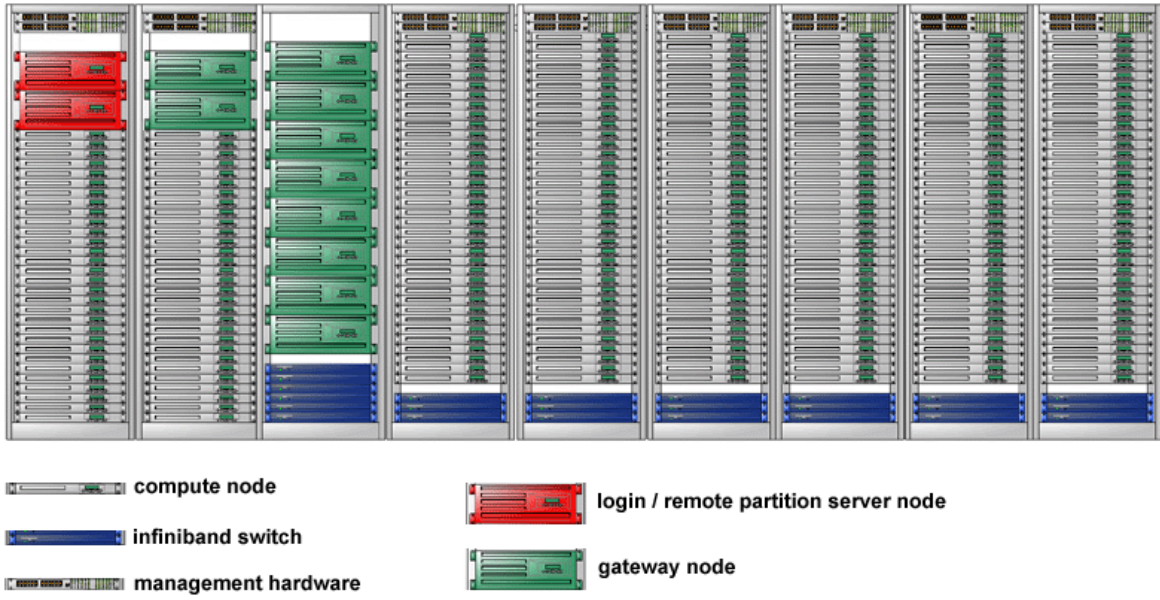 compute node
infiniband switch
management hardware
login / remote partition server node
gateway node